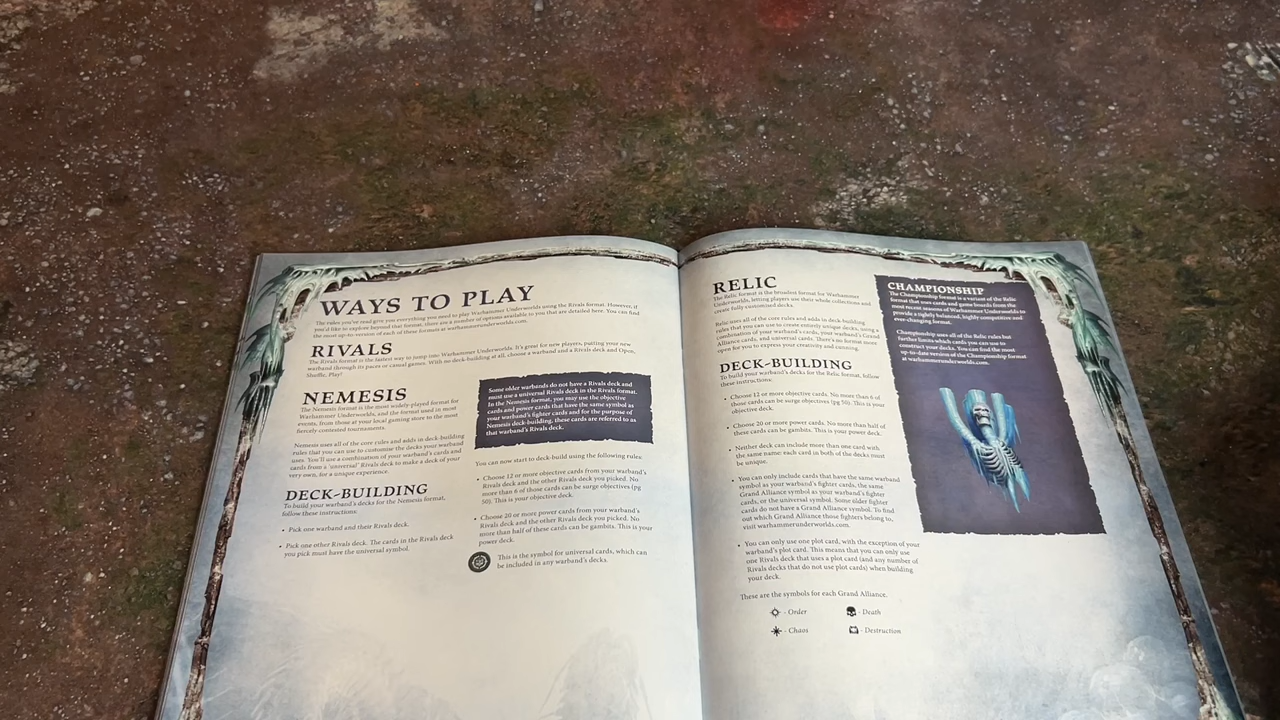 WAYS TO PLAY
The rules you've read give you everything you need to play Warhammer Underworlds using the Rivals format. However, if
you'd like to explore beyond that format, there are a number of options available to you that are detailed here. You can find
the most up-to-date version of each of those formats at warhammerunderworlds.com.
RIVALS
The Rivals format is the fastest way to jump into Warhammer Underworlds. It's great for new players, putting your new
warband through its paces or casual games. With no deck-building at all, choose a warband and a Rivals deck and Open,
Shuffle, Play!
NEMESIS
The Nemesis format is the most widely-played format for
Warhammer Underworlds, and the format used in most
events, from those at your local gaming store to the most
fiercely contested tournaments.
Nemesis uses all of the core rules and adds in deck-building
rules that you can use to customise the decks your warband
uses. You'll use a combination of your warband's cards and
cards from a 'universal' Rivals deck to make a deck of your
very own, for a unique experience.
DECK-BUILDING
To build your warband's decks for the Nemesis format,
follow these instructions:
• Pick one warband and their Rivals deck.
• Pick one other Rivals deck. The cards in the Rivals deck
you pick must have the universal symbol.
Some older warbands do not have a Rivals deck and
must use a universal Rivals deck in the Rivals format.
In the Nemesis format, you may use the objective
cards and power cards that have the same symbol as
your warband's fighter cards and for the purpose of
Nemesis deck-building, these cards are referred to as
that warband's Rivals deck.
You can now start to deck-build using the following rules:
• Choose 12 or more objective cards from your warband's
Rivals deck and the other Rivals deck you picked. No
more than 6 of those cards can be surge objectives (pg
50). This is your objective deck.
• Choose 20 or more power cards from your warband's
Rivals deck and the other Rivals deck you picked. No
more than half of these cards can be gambits. This is your
power deck.
This is the symbol for universal cards, which can
be included in any warband's decks.
RELIC
The Relic format is the broadest format for Warhammer
Underworlds, letting players use their whole collections and
create fully customised decks.
Relic uses all of the core rules and adds in deck-building
rules that you can use to create entirely unique decks, using a
combination of your warband's cards, your warband's Grand
Alliance cards, and universal cards. There's no format more
open for you to express your creativity and cunning.
DECK-BUILDING
To build your warband's decks for the Relic format, follow
these instructions:
• Choose 12 or more objective cards. No more than 6 of
those cards can be surge objectives (pg 50). This is your
objective deck.
• Choose 20 or more power cards. No more than half of
these cards can be gambits. This is your power deck.
• Neither deck can include more than one card with
the same name: each card in both of the decks must
be unique.
• You can only include cards that have the same warband
symbol as your warband's fighter cards, the same
Grand Alliance symbol as your warband's fighter
cards, or the universal symbol. Some older fighter
cards do not have a Grand Alliance symbol. To find
out which Grand Alliance those fighters belong to,
visit warhammerunderworlds.com.
• You can only use one plot card, with the exception of your
warband's plot card. This means that you can only use
one Rivals deck that uses a plot card (and any number of
Rivals decks that do not use plot cards) when building
your deck.
These are the symbols for each Grand Alliance.
- Order
- Death
- Chaos
- Destruction
CHAMPIONSHIP
The Championship format is a variant of the Relic
format that uses cards and game boards from the
most recent seasons of Warhammer Underworlds to
provide a tightly balanced, highly competitive and
ever-changing format.
Championship uses all of the Relic rules but
further limits which cards you can use to
construct your decks. You can find the most
up-to-date version of the Championship format
at warhammerunderworlds.com.